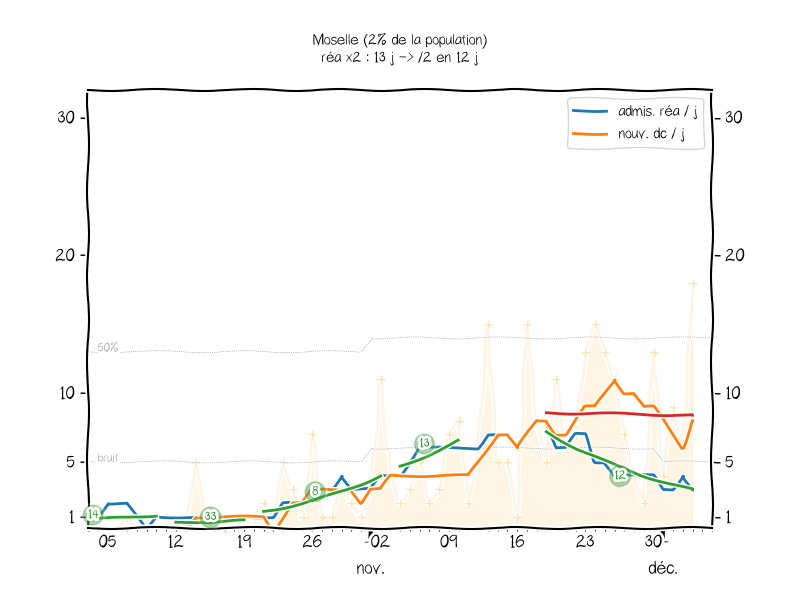 Moselle (2% de la population)
réa x2 : 13 j -> /2 en 12 j
admis. réa / j
nouv. dc / j
30
30
20
20
50%
10
10
13
bruit
5
5
12
8
14
33
1
1
05 12 19 26 02 09 16 23 30
nov. déc.